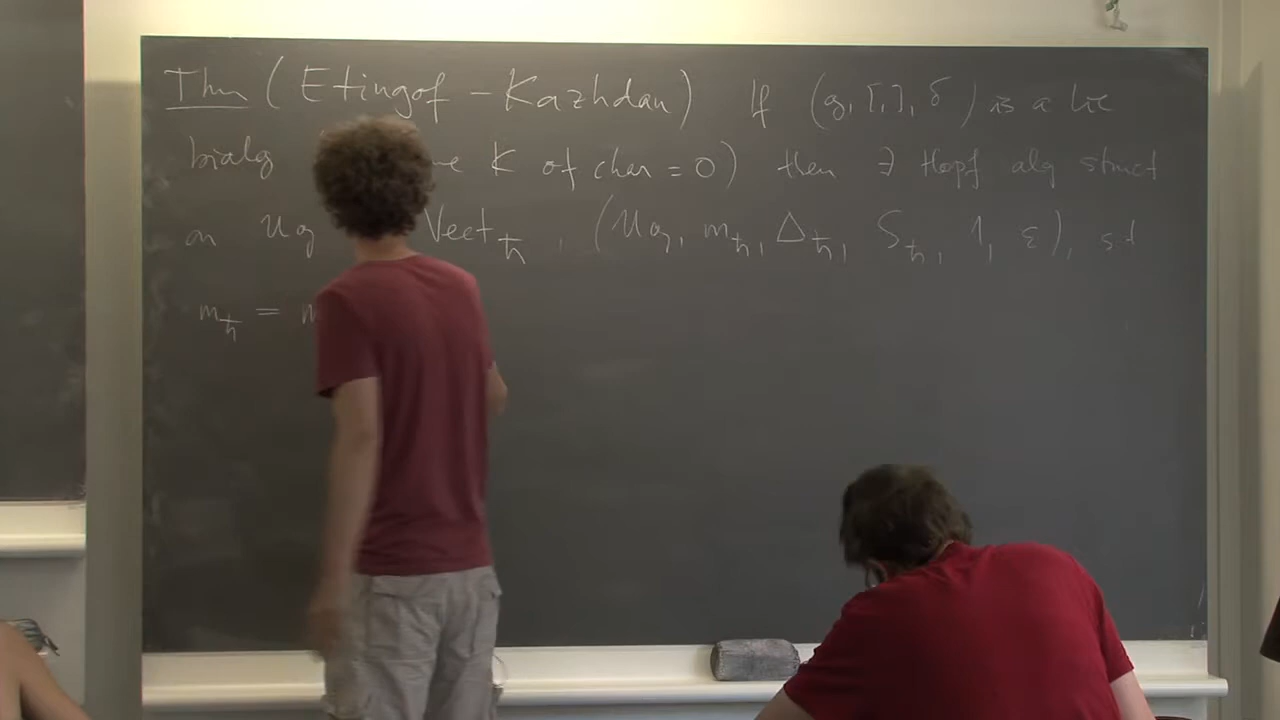 Thm (Etingof - Kazhdan) If (𝔤, [,], δ) is a Lie
bialg K of char = 0) then ∃ Hopf alg struct
on U𝔤 Vect_ħ, (U𝔤, m_ħ, Δ_ħ, S_ħ, 1, ε), st
m_ħ =